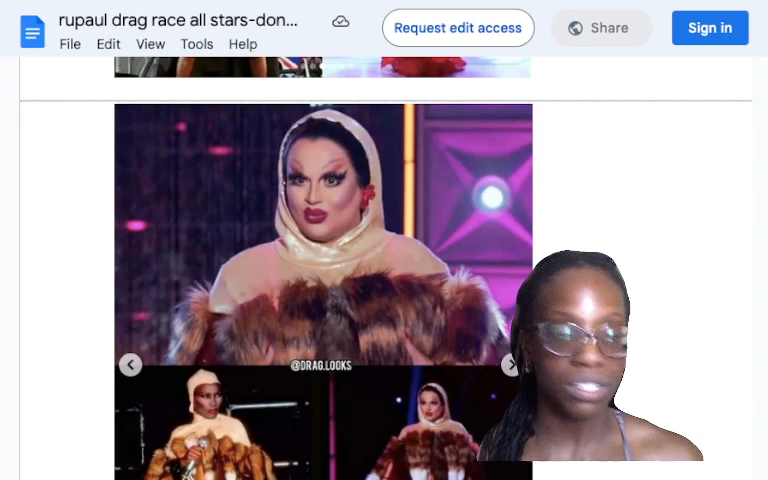 rupaul drag race all stars-don...
Request edit access
Share
Sign in
File Edit View Tools Help
@DRAG.LOOKS